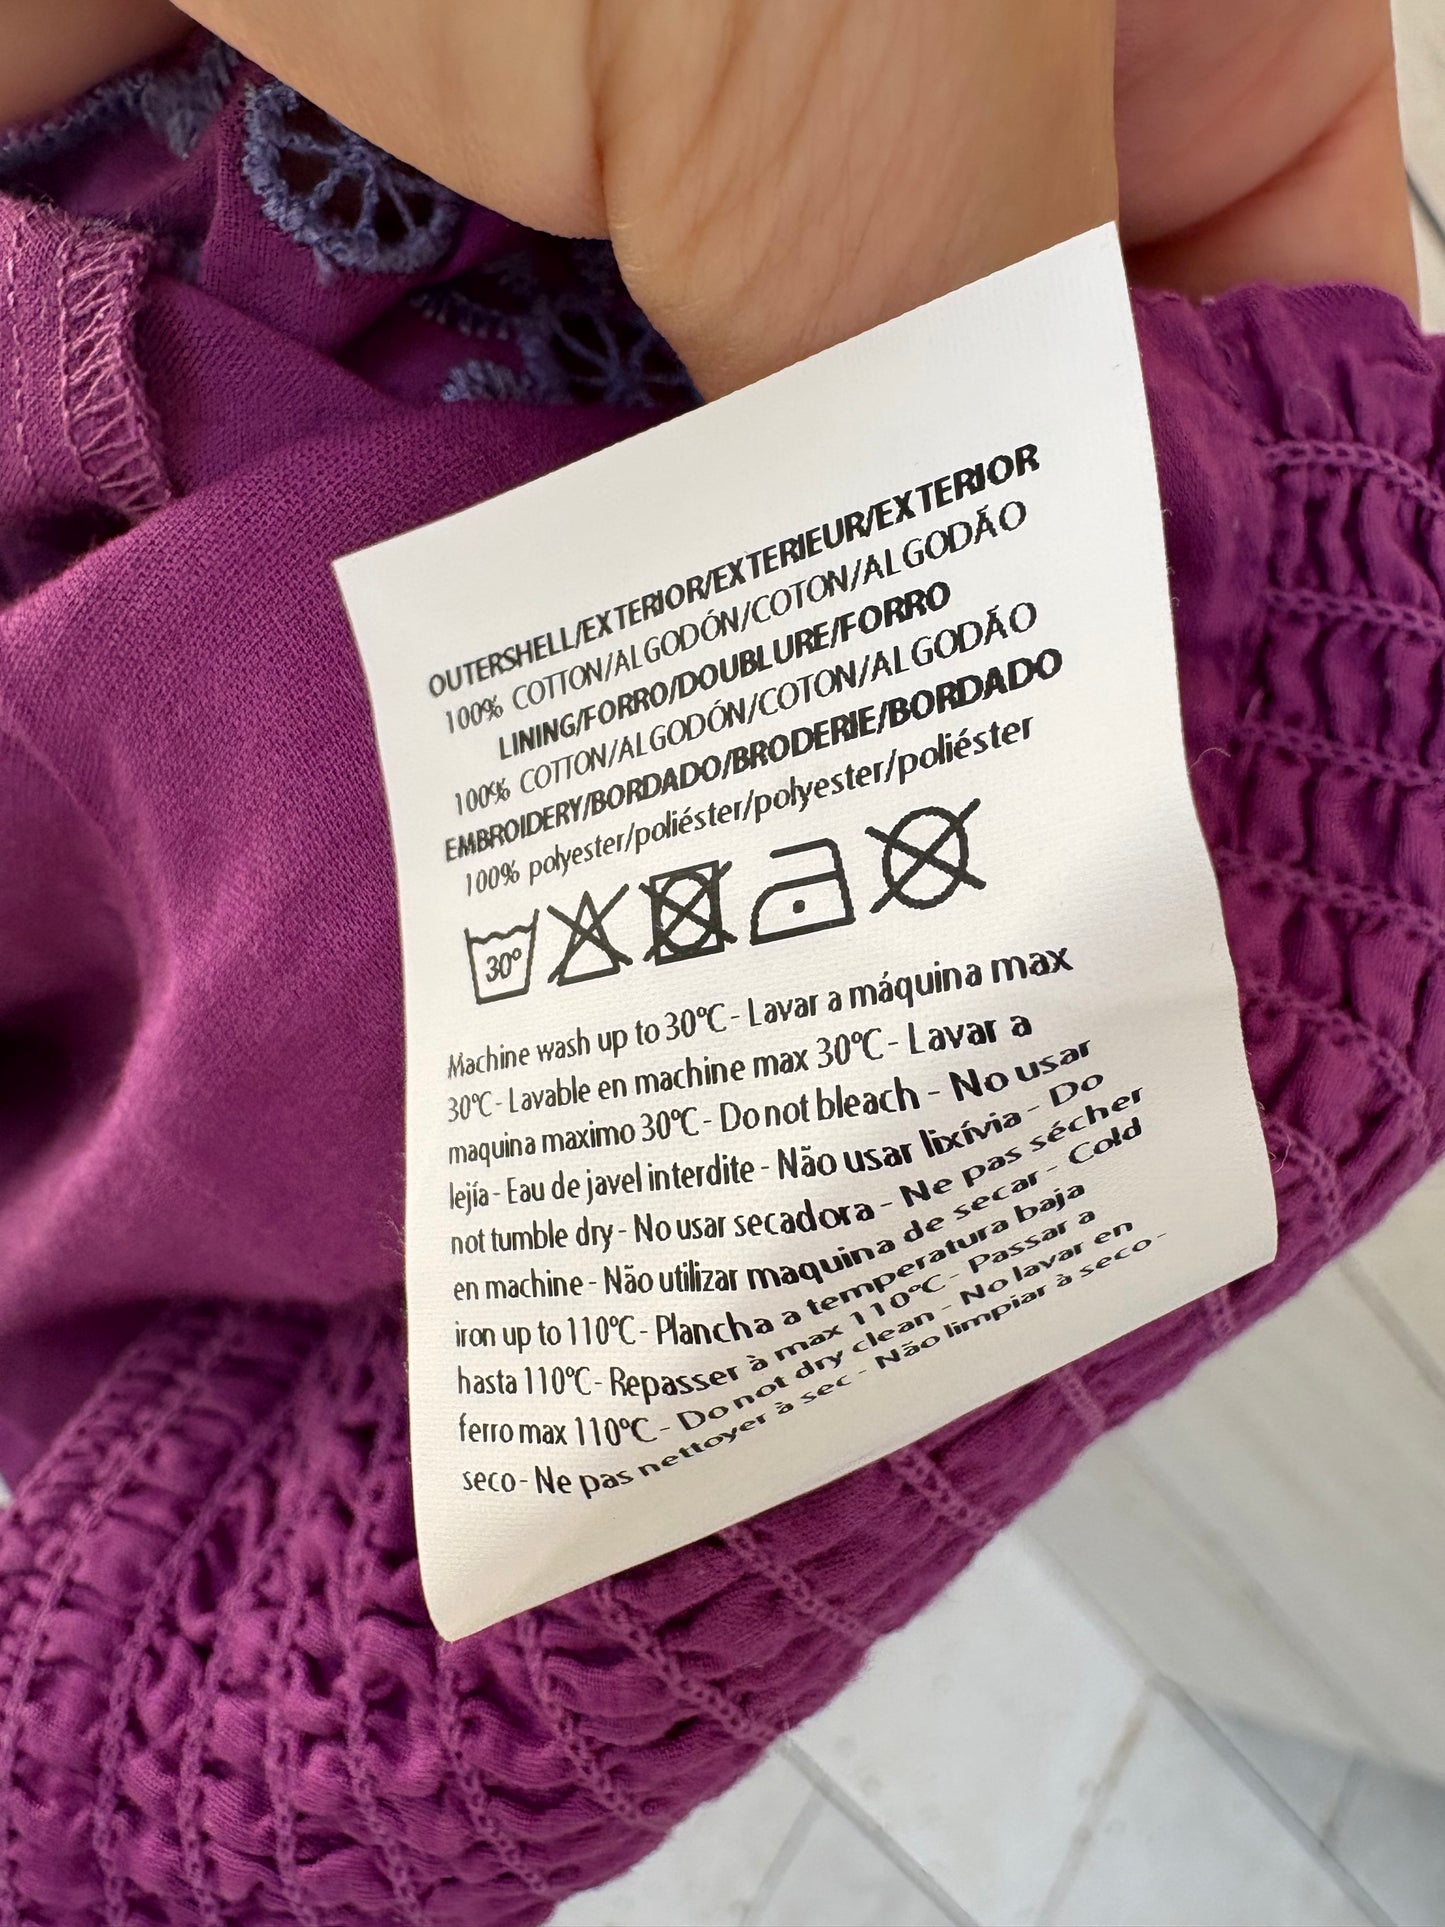 OUTERSHELL/EXTERIOR/EXTERIEUR/EXTERIOR
100% COTTON/ALGODÓN/COTON/ALGODÃO
LINING/FORRO/DOUBLURE/FORRO
100% COTTON/ALGODÓN/COTON/ALGODÃO
EMBROIDERY/BORDADO/BRODERIE/BORDADO
100% polyester/poliéster/polyester/poliéster
30°
Machine wash up to 30°C - Lavar a máquina max
30°C - Lavable en machine max 30°C - Lavar a
maquina maximo 30°C - Do not bleach - No usar
lejía - Eau de javel interdite - Não usar lixívia - Do
not tumble dry - No usar secadora - Ne pas sécher
en machine - Não utilizar maquina de secar - Cold
iron up to 110°C - Plancha a temperatura baja
hasta 110°C - Repasser à max 110°C - Passar a
ferro max 110°C - Do not dry clean - No lavar en
seco - Ne pas nettoyer à sec - Não limpiar à seco -